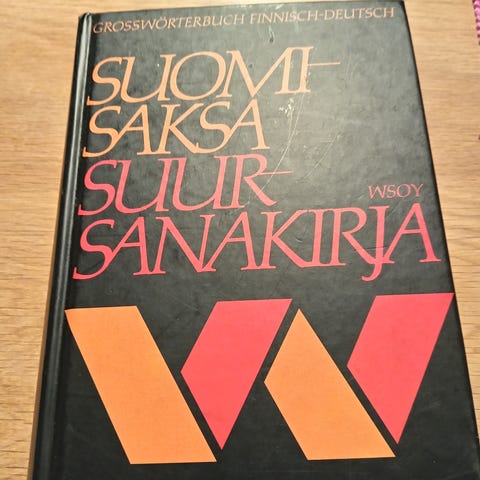 GROSSWÖRTERBUCH FINNISCH-DEUTSCH
SUOMI-
SAKSA
SUUR-
WSOY
SANAKIRJA